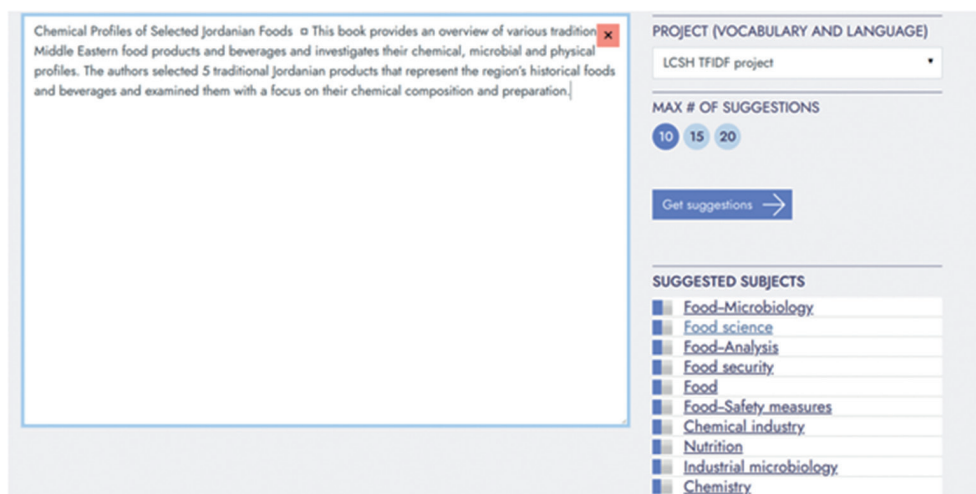 Chemical Profiles of Selected Jordanian Foods ¤ This book provides an overview of various tradition
Middle Eastern food products and beverages and investigates their chemical, microbial and physical
profiles. The authors selected 5 traditional Jordanian products that represent the region's historical foods
and beverages and examined them with a focus on their chemical composition and preparation.
×
PROJECT (VOCABULARY AND LANGUAGE)
LCSH TFIDF project
MAX # OF SUGGESTIONS
10 15 20
Get suggestions
SUGGESTED SUBJECTS
Food–Microbiology
Food science
Food–Analysis
Food security
Food
Food–Safety measures
Chemical industry
Nutrition
Industrial microbiology
Chemistry